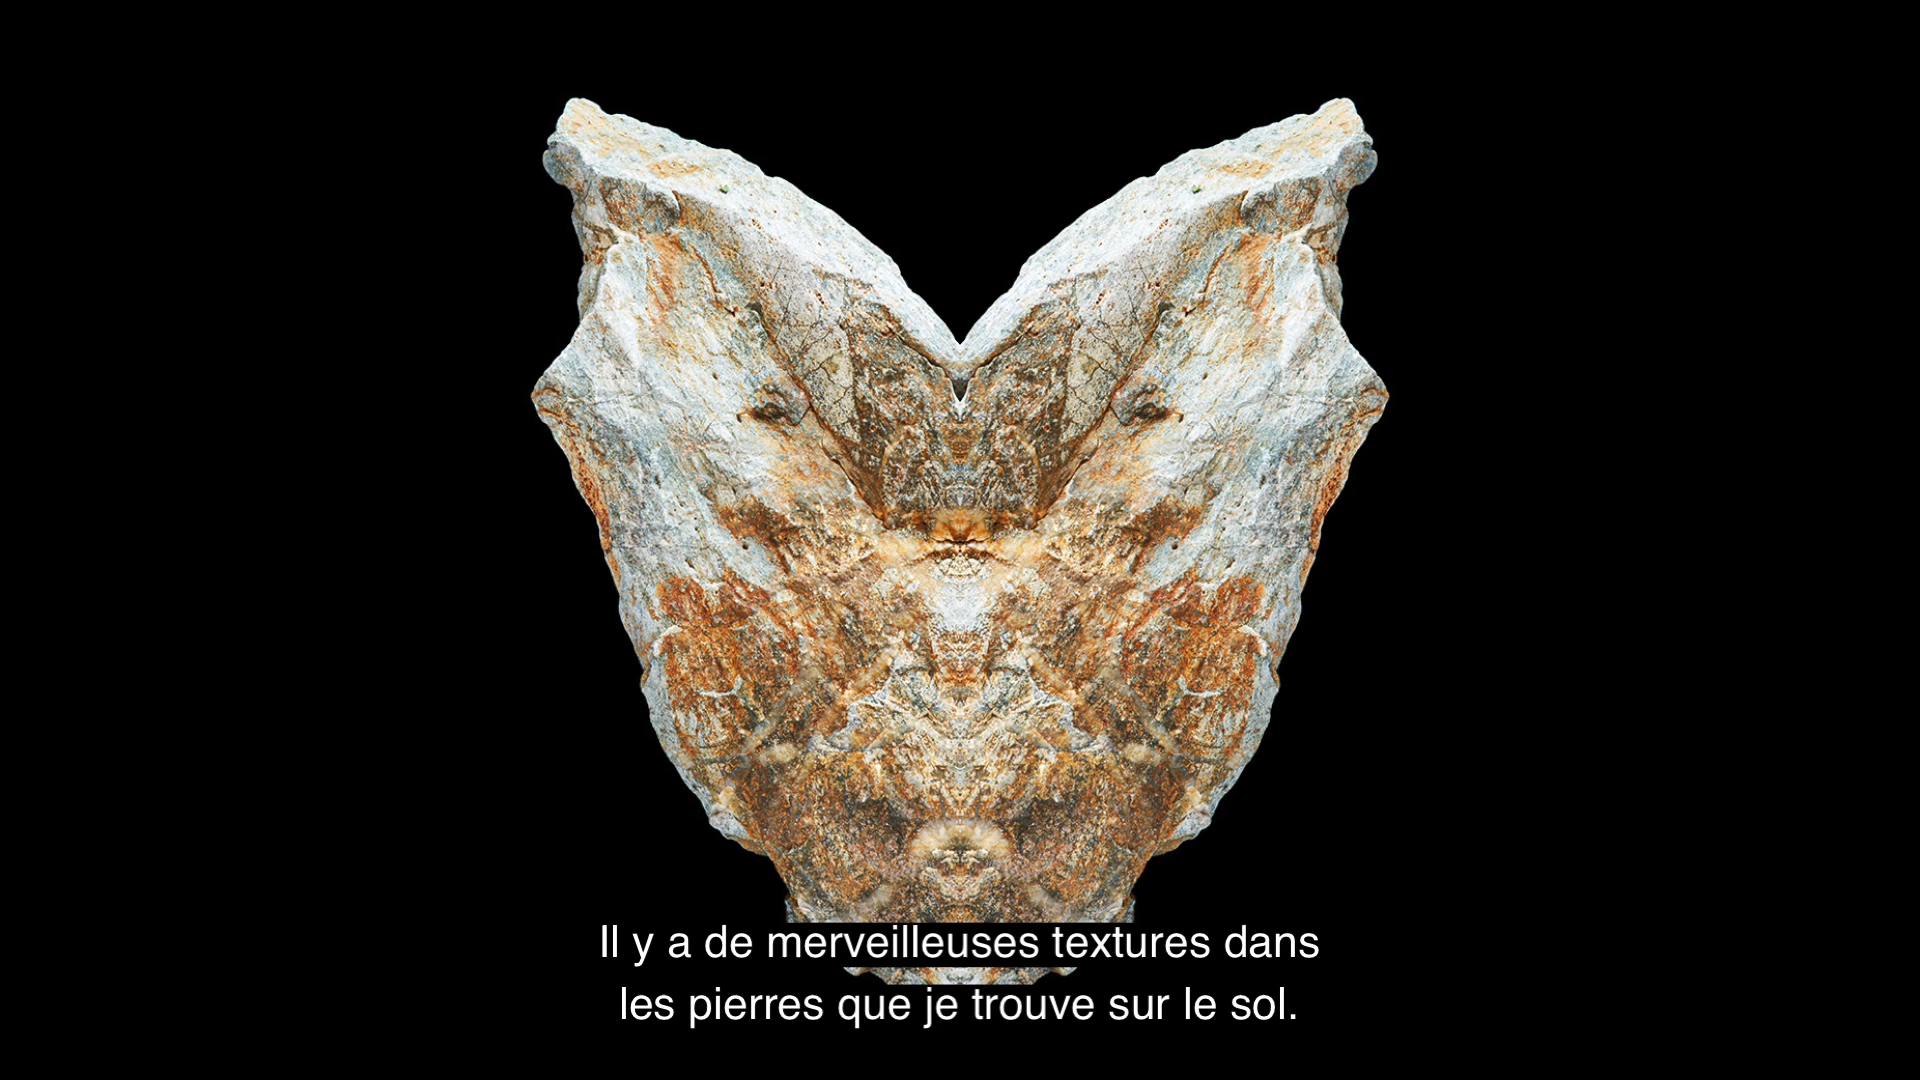 Il y a de merveilleuses textures dans
les pierres que je trouve sur le sol.